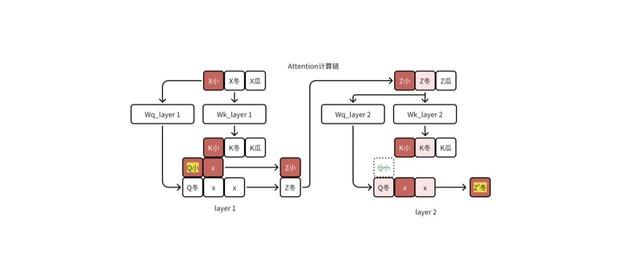 Attention计算链
X小 X冬 X瓜
Z小 Z冬 Z瓜
Wq_layer 1 Wk_layer 1
Wq_layer 2 Wk_layer 2
K小 K冬 K瓜
K小 K冬 K瓜
Q小 x
Z小
Q小
Q冬 x x
Z冬
Q冬 x x
Z'冬
layer 1
layer 2